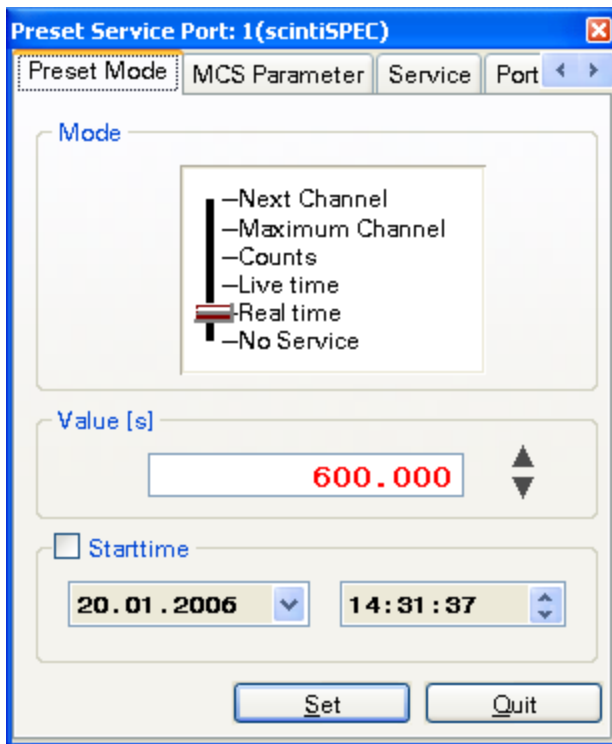 Preset Service Port: 1(scintiSPEC)
Preset Mode MCS Parameter Service Port
Mode
Next Channel
Maximum Channel
Counts
Live time
Real time
No Service
Value [s]
600.000
Starttime
20.01.2006 14:31:37
Set Quit